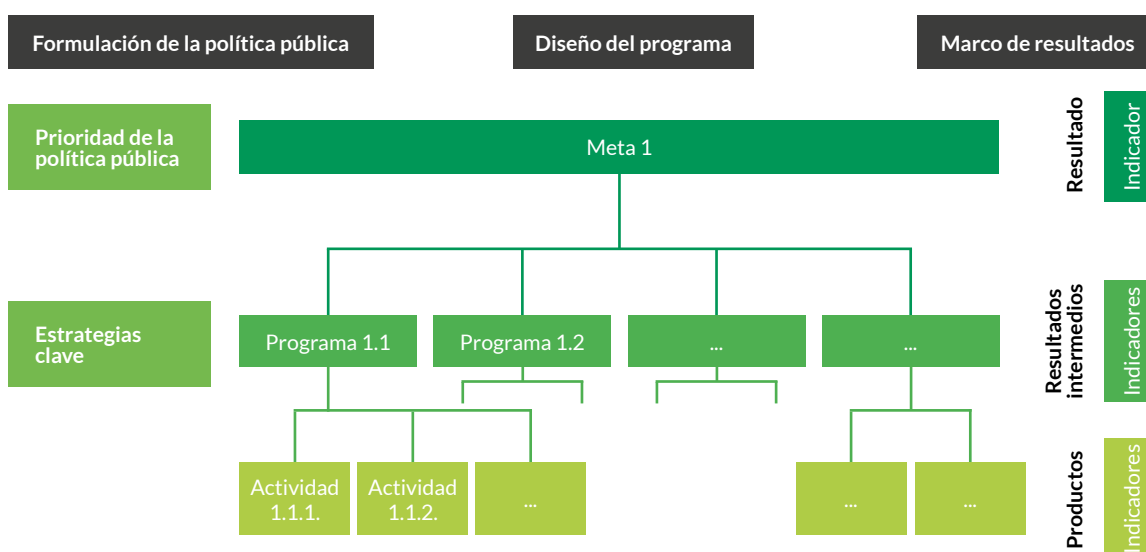 Formulación de la política pública
Diseño del programa
Marco de resultados
Prioridad de la
política pública
Meta 1
Resultado
Indicador
Estrategias
clave
Programa 1.1
Programa 1.2
...
...
Resultados
intermedios
Indicadores
Actividad
1.1.1.
Actividad
1.1.2.
...
...
...
Productos
Indicadores